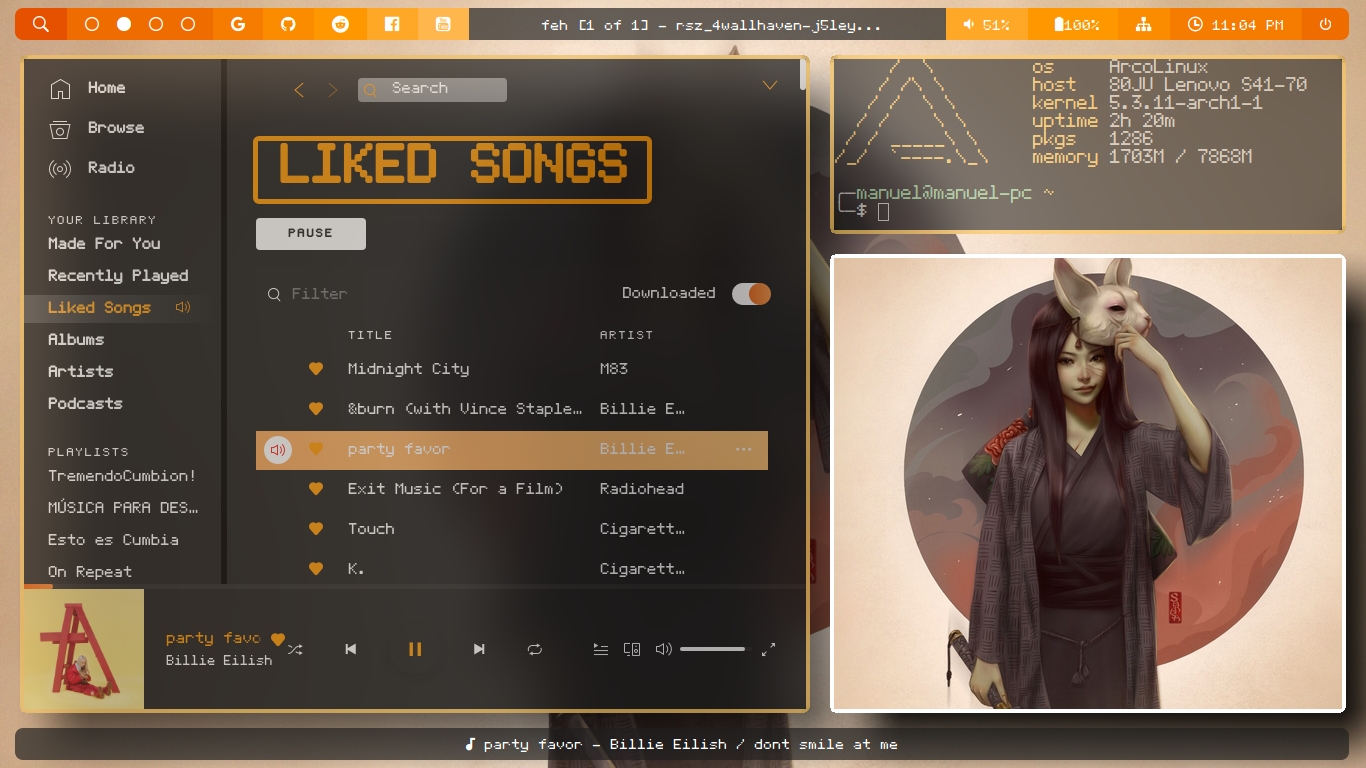 feh [1 of 1] - rsz_4wallhaven-j5ley...
51%
100%
11:04 PM
Home
Browse
Radio
YOUR LIBRARY
Made For You
Recently Played
Liked Songs
Albums
Artists
Podcasts
PLAYLISTS
TremendoCumbion!
MÚSICA PARA DES…
Esto es Cumbia
On Repeat
Search
LIKED SONGS
PAUSE
Filter
Downloaded
TITLE ARTIST
Midnight City M83
&burn (with Vince Staple… Billie E…
party favor Billie E…
Exit Music (For a Film) Radiohead
Touch Cigarett…
K. Cigarett…
party favo
Billie Eilish
os ArcoLinux
host 80JU Lenovo S41-70
kernel 5.3.11-arch1-1
uptime 2h 20m
pkgs 1286
memory 1703M / 7868M
manuel@manuel-pc ~
$
party favor - Billie Eilish / dont smile at me